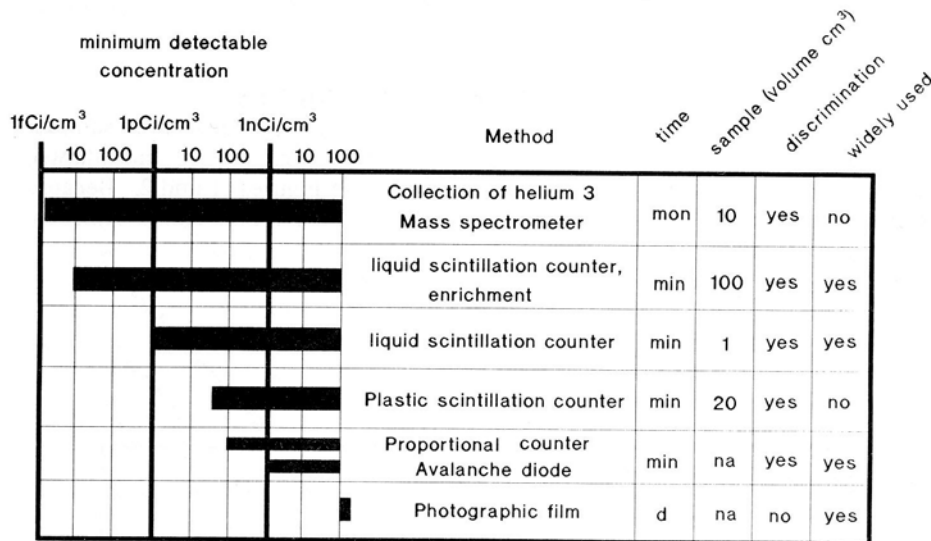 minimum detectable
concentration
1fCi/cm³ 1pCi/cm³ 1nCi/cm³ Method time sample (volume cm³) discrimination widely used
10 100 10 100 10 100
Collection of helium 3
Mass spectrometer mon 10 yes no
liquid scintillation counter,
enrichment min 100 yes yes
liquid scintillation counter min 1 yes yes
Plastic scintillation counter min 20 yes no
Proportional counter
Avalanche diode min na yes yes
Photographic film d na no yes